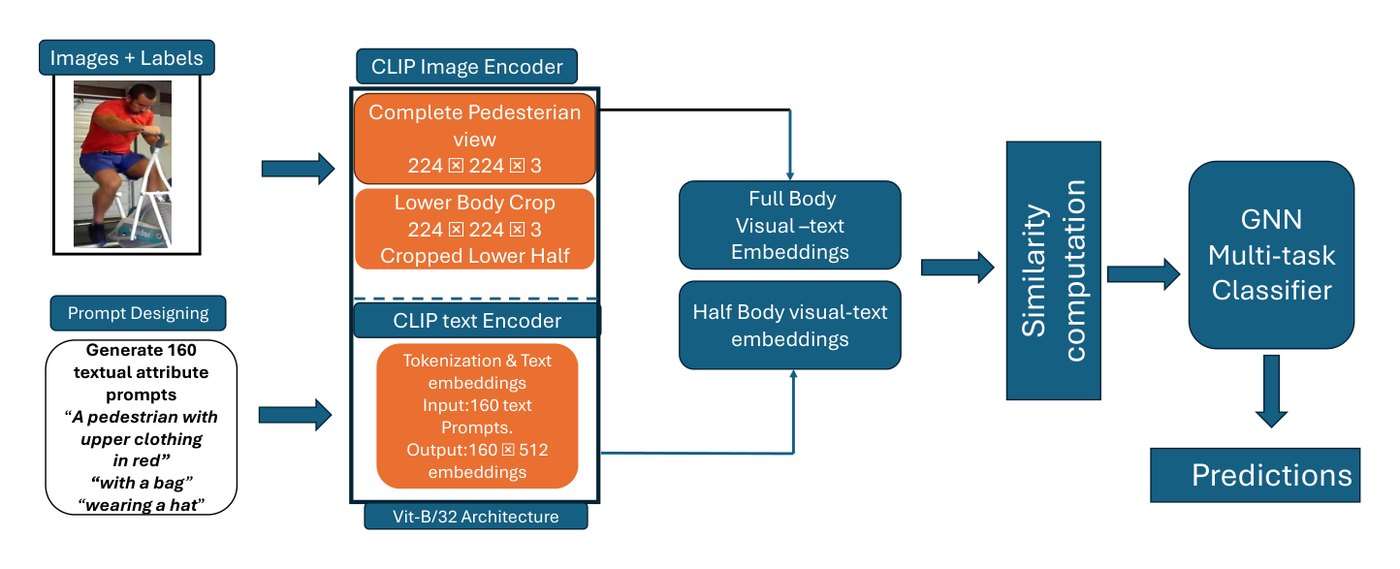 Images + Labels
CLIP Image Encoder
Complete Pedesterian
view
224 🗷 224 🗷 3
Lower Body Crop
224 🗷 224 🗷 3
Cropped Lower Half
Prompt Designing
Generate 160
textual attribute
prompts
“A pedestrian with
upper clothing
in red”
“with a bag”
“wearing a hat”
CLIP text Encoder
Tokenization & Text
embeddings
Input:160 text
Prompts.
Output:160 🗷 512
embeddings
Vit-B/32 Architecture
Full Body
Visual –text
Embeddings
Half Body visual-text
embeddings
Similarity
computation
GNN
Multi-task
Classifier
Predictions